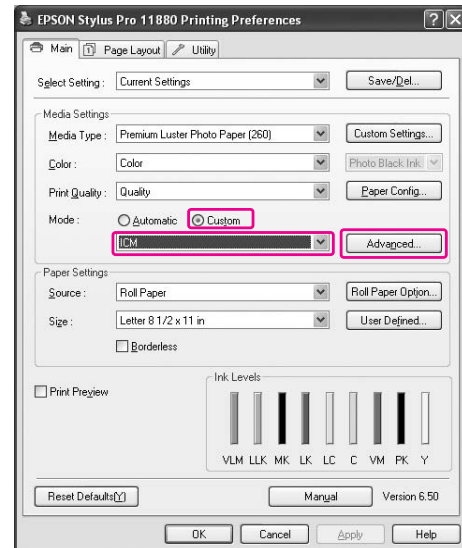 EPSON Stylus Pro 11880 Printing Preferences
Main Page Layout Utility
Select Setting : Current Settings Save/Del...
Media Settings
Media Type : Premium Luster Photo Paper (260) Custom Settings...
Color : Color Photo Black Ink
Print Quality : Quality Paper Config...
Mode : Automatic Custom
ICM Advanced...
Paper Settings
Source : Roll Paper Roll Paper Option...
Size : Letter 8 1/2 x 11 in User Defined...
Borderless
Print Preview
Ink Levels
VLM LLK MK LK LC C VM PK Y
Reset Defaults(Y) Manual Version 6.50
OK Cancel Apply Help